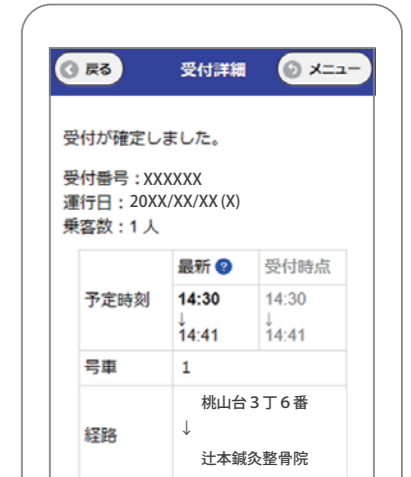 戻る 受付詳細 メニュー
受付が確定しました。
受付番号：XXXXXX
運行日：20XX/XX/XX(X)
乗客数：1人
最新 ? 受付時点
予定時刻 14:30 14:30
↓ ↓
14:41 14:41
号車 1
桃山台3丁6番
経路 ↓
辻本鍼灸整骨院